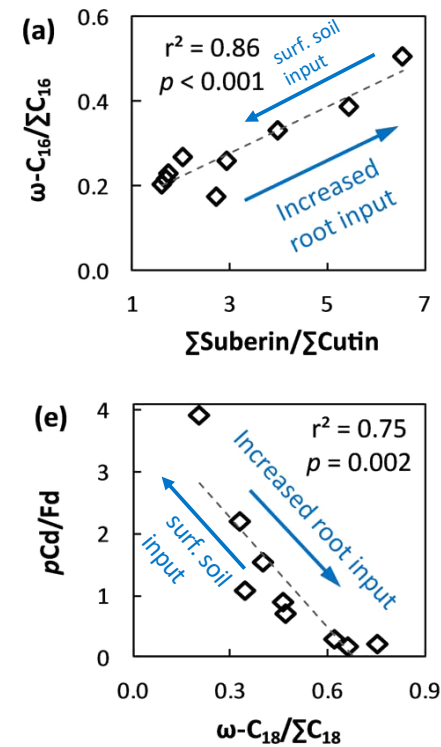 (a)
r² = 0.86
p < 0.001
surf. soil
input
Increased
root input
ω-C₁₆/∑C₁₆
0.6
0.4
0.2
0.0
1 3 5 7
∑Suberin/∑Cutin
(e)
r² = 0.75
p = 0.002
Increased root input
surf. soil
input
pCd/Fd
4
3
2
1
0
0.0 0.3 0.6 0.9
ω-C₁₈/∑C₁₈